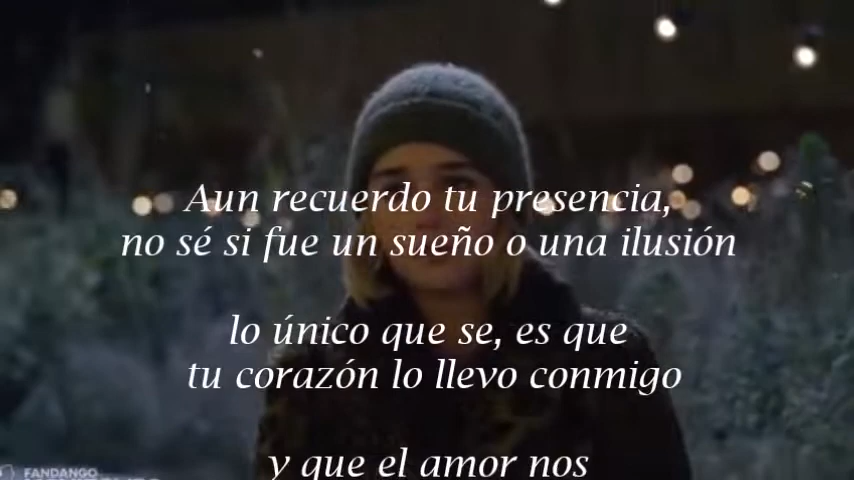 Aun recuerdo tu presencia,
no sé si fue un sueño o una ilusión
lo único que se, es que
tu corazón lo llevo conmigo
y que el amor nos
FANDANGO